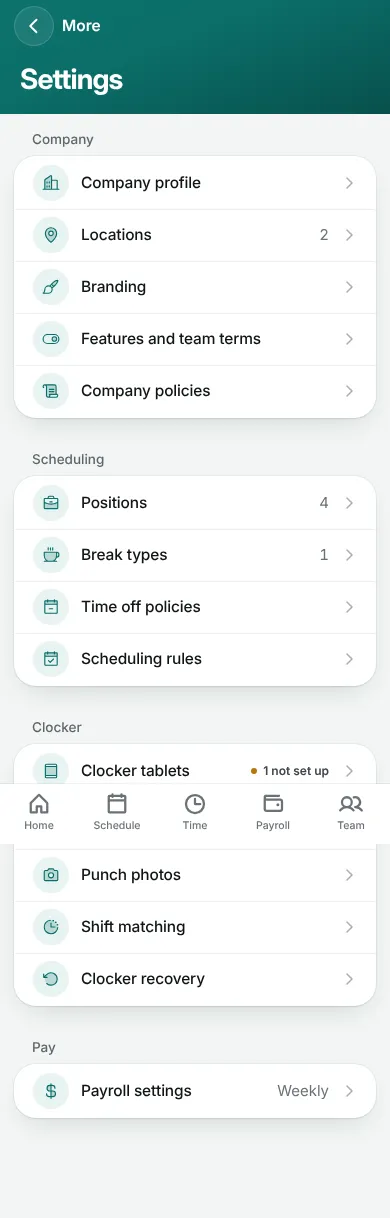 More
Settings
Company
Company profile
Locations 2
Branding
Features and team terms
Company policies
Scheduling
Positions 4
Break types 1
Time off policies
Scheduling rules
Clocker
Clocker tablets 1 not set up
Home Schedule Time Payroll Team
Punch photos
Shift matching
Clocker recovery
Pay
Payroll settings Weekly